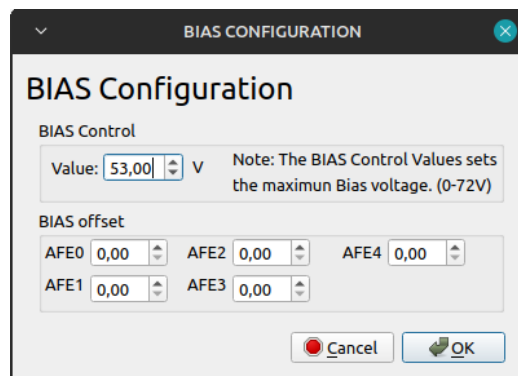 BIAS CONFIGURATION
BIAS Configuration
BIAS Control
Value: 53,00 V
Note: The BIAS Control Values sets
the maximun Bias voltage. (0-72V)
BIAS offset
AFE0 0,00 AFE2 0,00 AFE4 0,00
AFE1 0,00 AFE3 0,00
Cancel OK